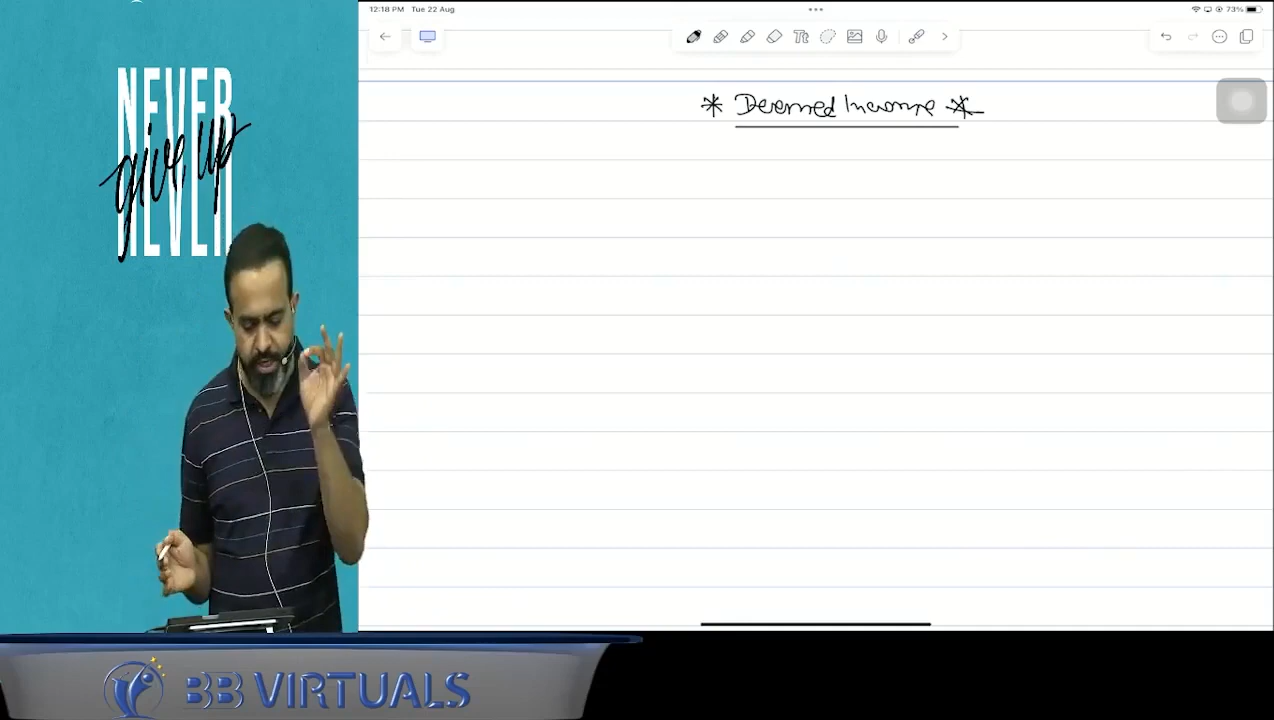 12:18 PM Tue 22 Aug
73%
NEVER
give up
NEVER
* Deemed Income *
BB VIRTUALS